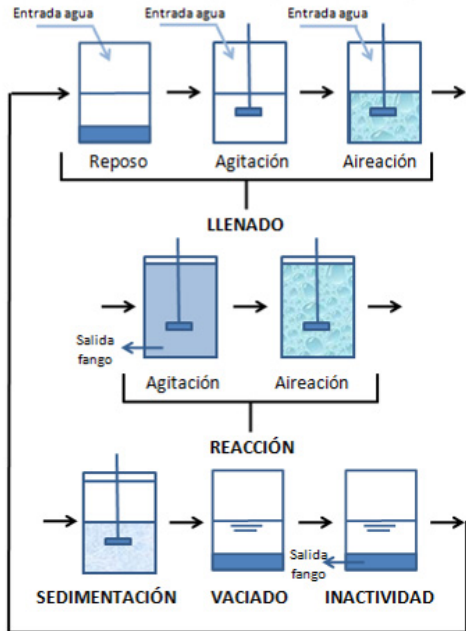 Entrada agua
Entrada agua
Entrada agua
Reposo
Agitación
Aireación
LLENADO
Salida
fango
Agitación
Aireación
REACCIÓN
Salida
fango
SEDIMENTACIÓN
VACIADO
INACTIVIDAD